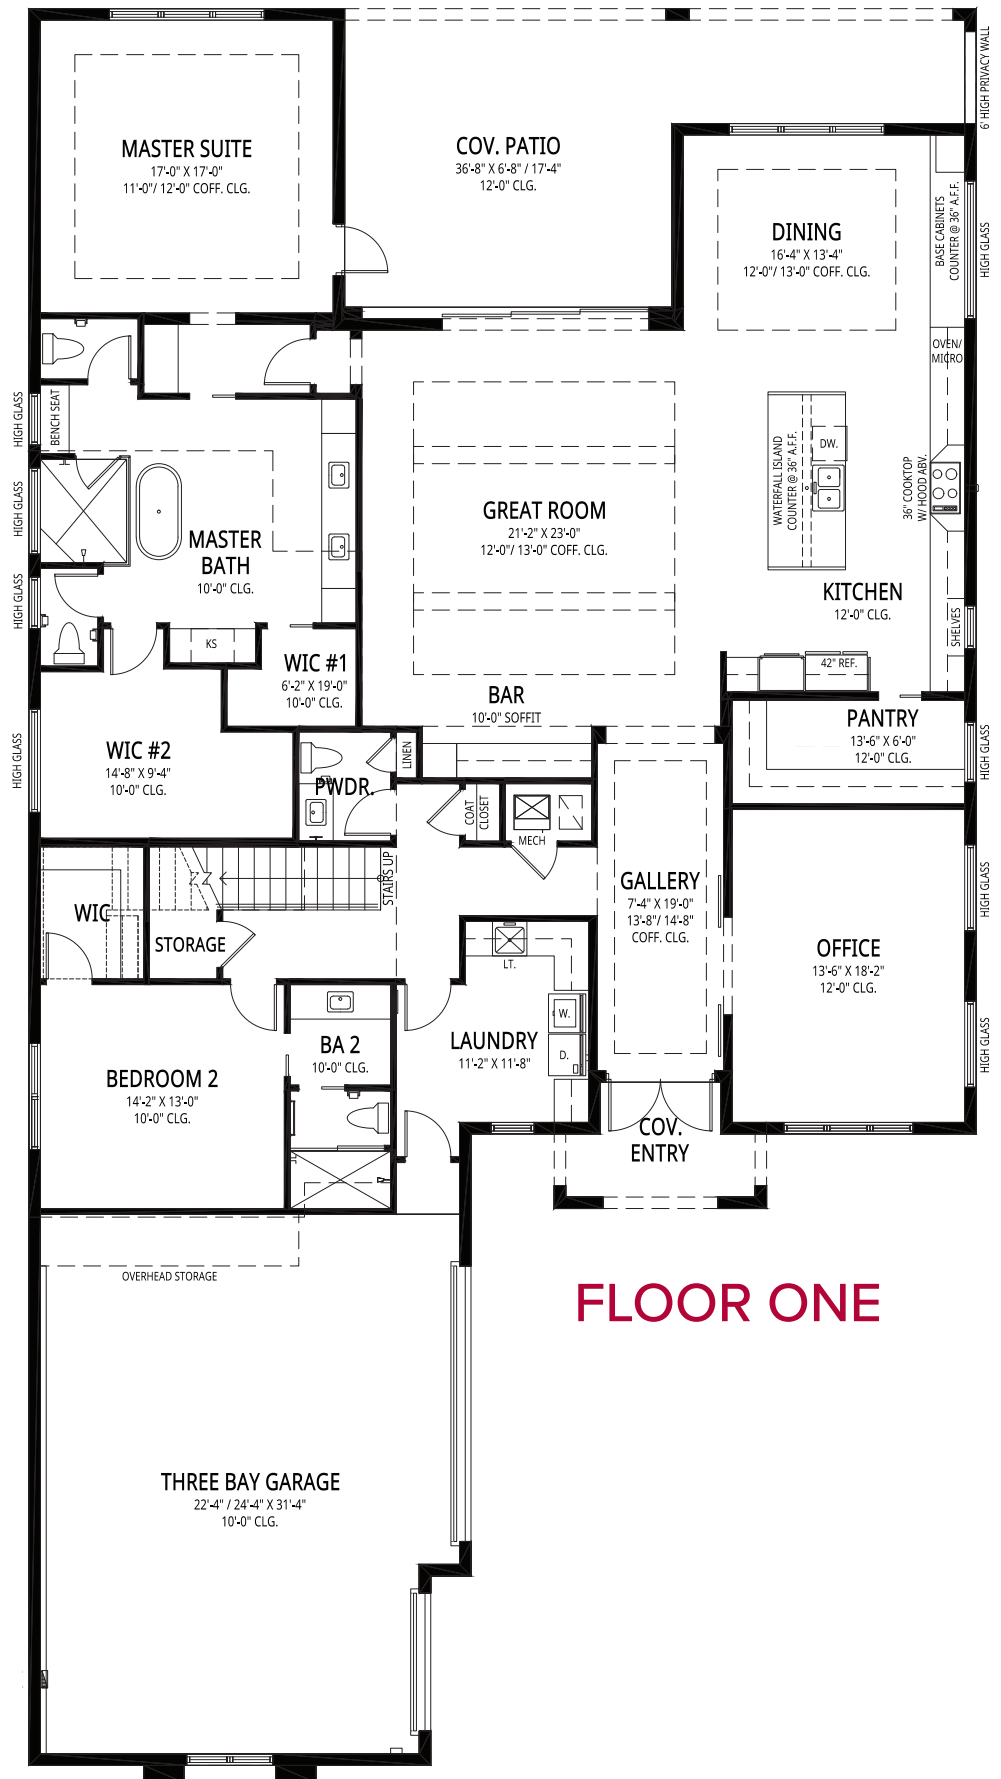 MASTER SUITE
17'-0" X 17'-0"
11'-0"/ 12'-0" COFF. CLG.
COV. PATIO
36'-8" X 6'-8" / 17'-4"
12'-0" CLG.
6' HIGH PRIVACY WALL
DINING
16'-4" X 13'-4"
12'-0"/ 13'-0" COFF. CLG.
BASE CABINETS
COUNTER @ 36" A.F.F.
HIGH GLASS
OVEN/
MICRO
HIGH GLASS
BENCH SEAT
HIGH GLASS
HIGH GLASS
MASTER
BATH
10'-0" CLG.
GREAT ROOM
21'-2" X 23'-0"
12'-0"/ 13'-0" COFF. CLG.
WATERFALL ISLAND
COUNTER @ 36" A.F.F.
DW.
36" COOKTOP
W/ HOOD ABV.
KITCHEN
12'-0" CLG.
SHELVES
42" REF.
KS
WIC #1
6'-2" X 19'-0"
10'-0" CLG.
BAR
10'-0" SOFFIT
PANTRY
13'-6" X 6'-0"
12'-0" CLG.
HIGH GLASS
WIC #2
14'-8" X 9'-4"
10'-0" CLG.
HIGH GLASS
LINEN
PWDR.
COAT
CLOSET
MECH
STAIRS UP
GALLERY
7'-4" X 19'-0"
13'-8"/ 14'-8"
COFF. CLG.
HIGH GLASS
WIC
STORAGE
LT.
OFFICE
13'-6" X 18'-2"
12'-0" CLG.
W.
D.
HIGH GLASS
LAUNDRY
11'-2" X 11'-8"
BA 2
10'-0" CLG.
BEDROOM 2
14'-2" X 13'-0"
10'-0" CLG.
COV.
ENTRY
OVERHEAD STORAGE
FLOOR ONE
THREE BAY GARAGE
22'-4" / 24'-4" X 31'-4"
10'-0" CLG.